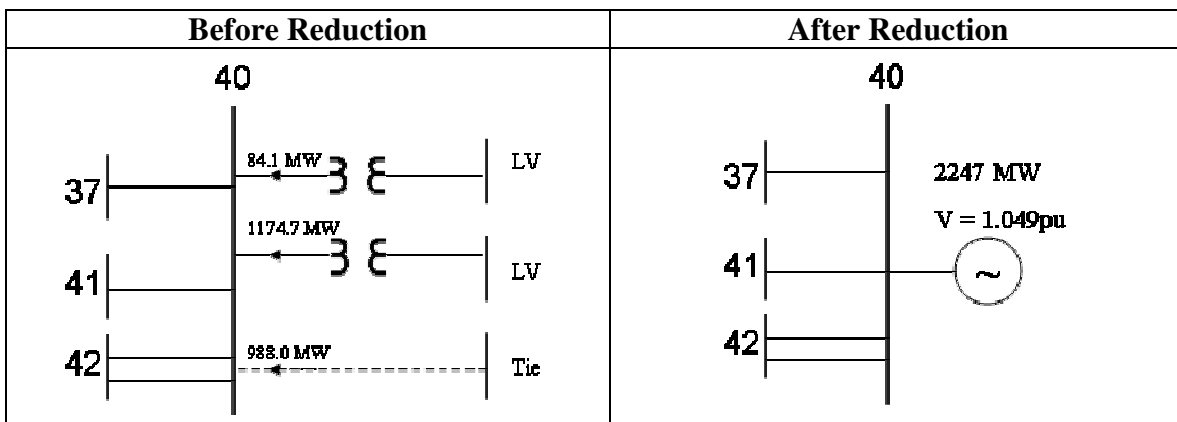 Before Reduction
After Reduction
40
84.1 MW
LV
37
1174.7 MW
LV
41
988.0 MW
42
Tie
40
37
2247 MW
V = 1.049pu
41
~
42